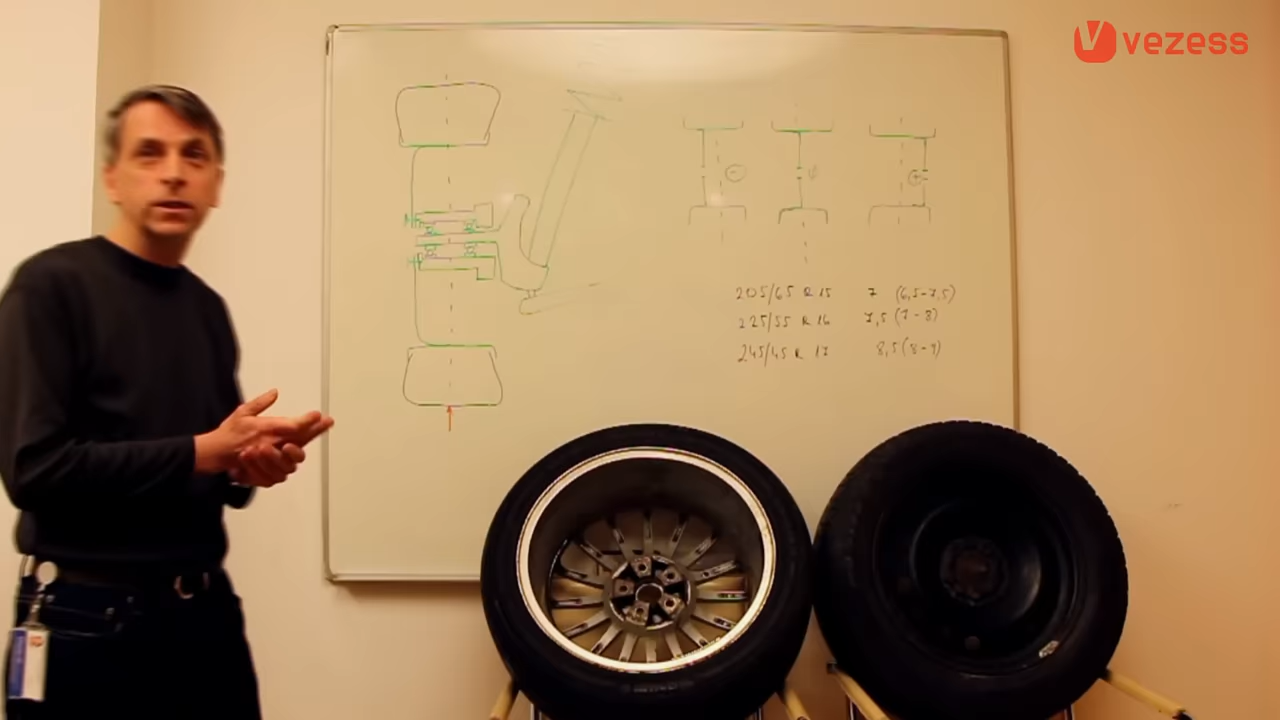 vezess
205/65 R 15 7 (6,5-7,5)
225/55 R 16 7,5 (7-8)
245/45 R 17 8,5 (8-9)